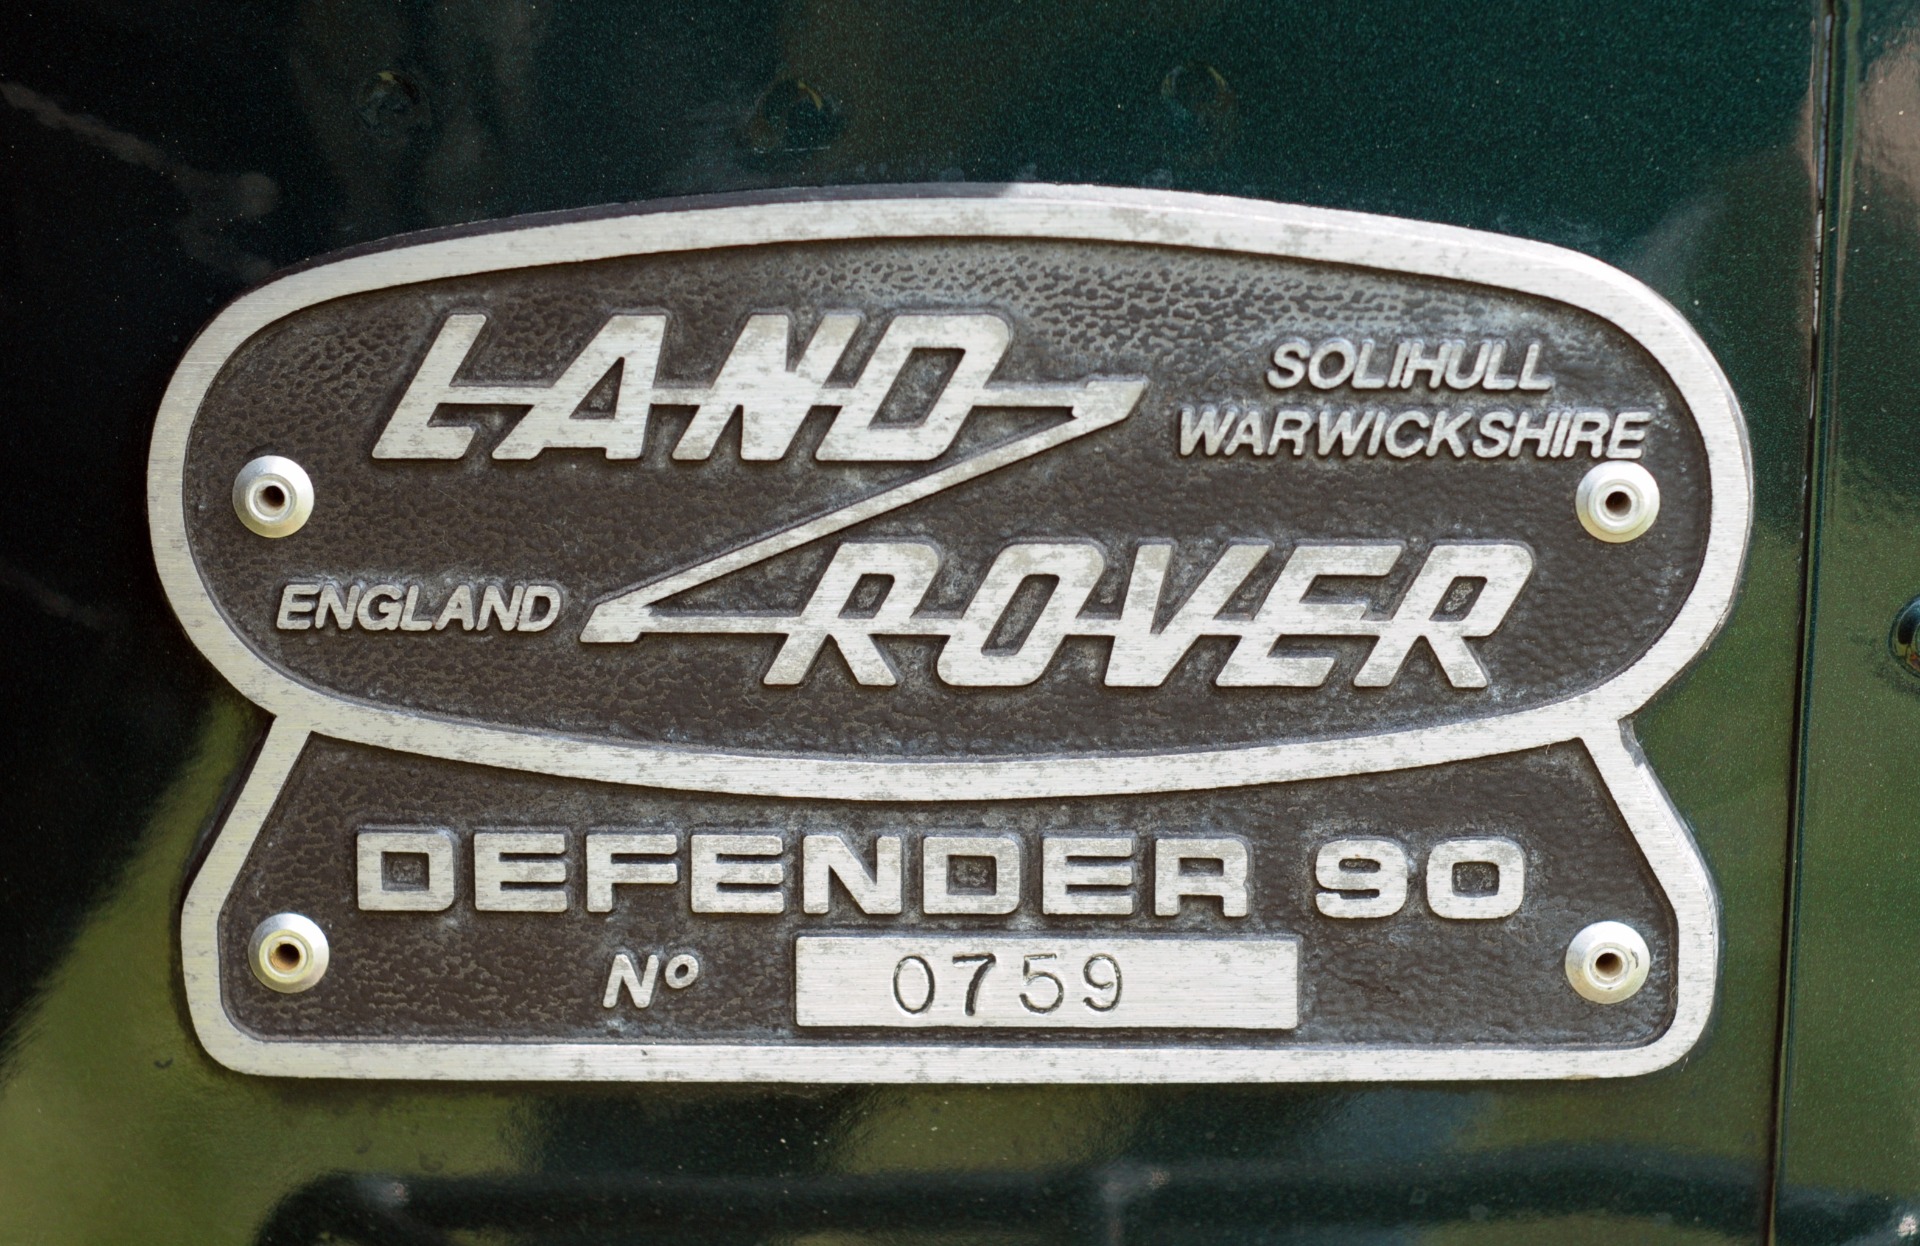 LAND
SOLIHULL
WARWICKSHIRE
ENGLAND
ROVER
DEFENDER 90
Nº 0759